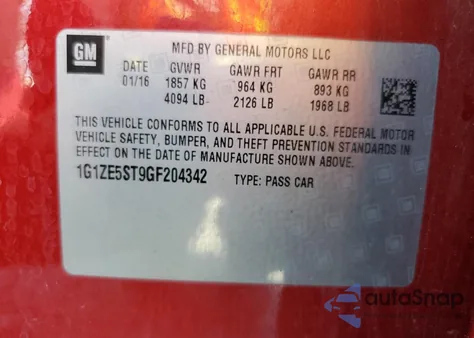 GM
MFD BY GENERAL MOTORS LLC
DATE GVWR GAWR FRT GAWR RR
01/16 1857 KG 964 KG 893 KG
4094 LB 2126 LB 1968 LB
THIS VEHICLE CONFORMS TO ALL APPLICABLE U.S. FEDERAL MOTOR
VEHICLE SAFETY, BUMPER, AND THEFT PREVENTION STANDARDS
IN EFFECT ON THE DATE OF MANUFACTURE SHOWN ABOVE.
1G1ZE5ST9GF204342 TYPE: PASS CAR
autoSnap